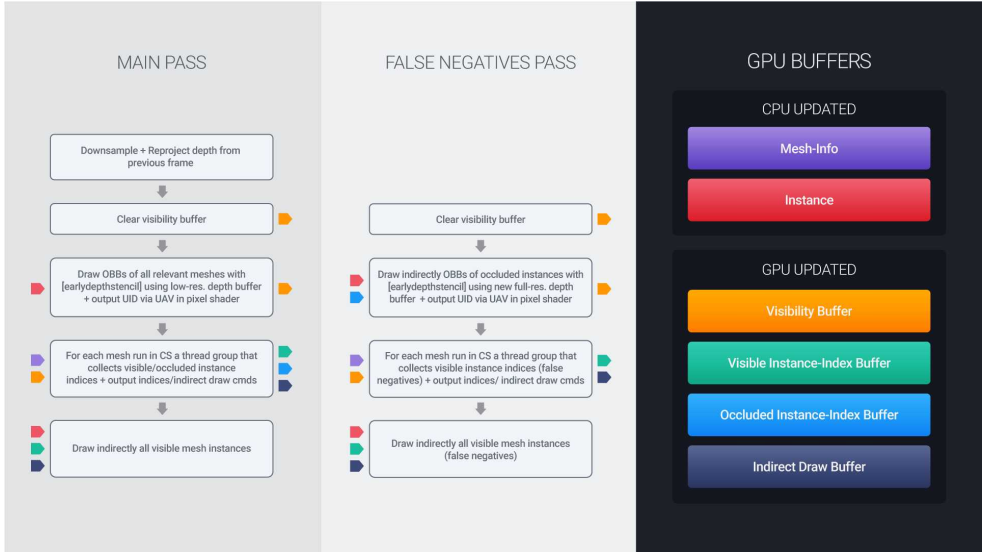 MAIN PASS
Downsample + Reproject depth from
previous frame
Clear visibility buffer
Draw OBBs of all relevant meshes with
[earlydepthstencil] using low-res. depth buffer
+ output UID via UAV in pixel shader
For each mesh run in CS a thread group that
collects visible/occluded instance
indices + output indices/indirect draw cmds
Draw indirectly all visible mesh instances
FALSE NEGATIVES PASS
Clear visibility buffer
Draw indirectly OBBs of occluded instances with
[earlydepthstencil] using new full-res. depth
buffer + output UID via UAV in pixel shader
For each mesh run in CS a thread group that
collects visible instance indices (false
negatives) + output indices/ indirect draw cmds
Draw indirectly all visible mesh instances
(false negatives)
GPU BUFFERS
CPU UPDATED
Mesh-Info
Instance
GPU UPDATED
Visibility Buffer
Visible Instance-Index Buffer
Occluded Instance-Index Buffer
Indirect Draw Buffer